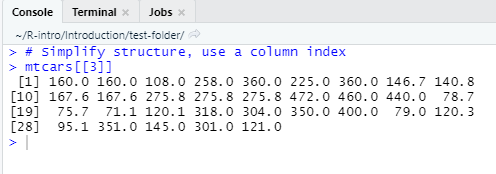 Console Terminal × Jobs ×
~/R-intro/Introduction/test-folder/
> # Simplify structure, use a column index
> mtcars[[3]]
[1] 160.0 160.0 108.0 258.0 360.0 225.0 360.0 146.7 140.8
[10] 167.6 167.6 275.8 275.8 275.8 472.0 460.0 440.0 78.7
[19] 75.7 71.1 120.1 318.0 304.0 350.0 400.0 79.0 120.3
[28] 95.1 351.0 145.0 301.0 121.0
>